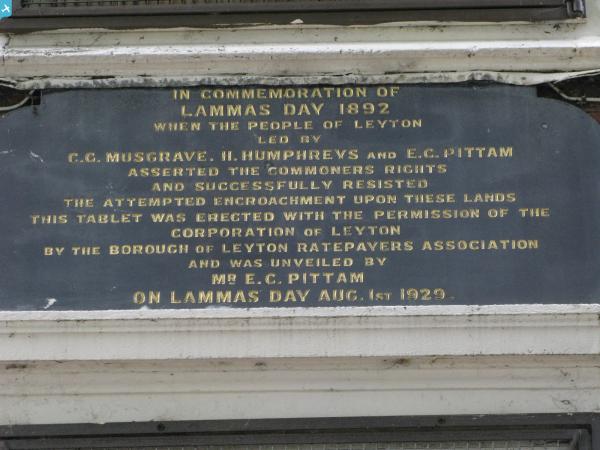 IN COMMEMORATION OF
LAMMAS DAY 1892
WHEN THE PEOPLE OF LEYTON
LED BY
C.C. MUSGRAVE. H. HUMPHREYS AND E.C. PITTAM
ASSERTED THE COMMONERS RIGHTS
AND SUCCESSFULLY RESISTED
THE ATTEMPTED ENCROACHMENT UPON THESE LANDS
THIS TABLET WAS ERECTED WITH THE PERMISSION OF THE
CORPORATION OF LEYTON
BY THE BOROUGH OF LEYTON RATEPAYERS ASSOCIATION
AND WAS UNVEILED BY
MR E.C. PITTAM
ON LAMMAS DAY AUG. 1ST 1929.